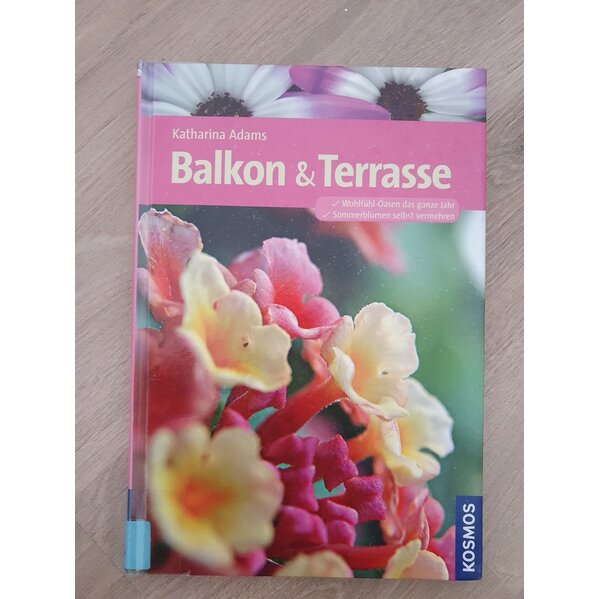 Katharina Adams
Balkon & Terrasse
✓ Wohlfühl-Oasen das ganze Jahr
✓ Sommerblumen selbst vermehren
KOSMOS